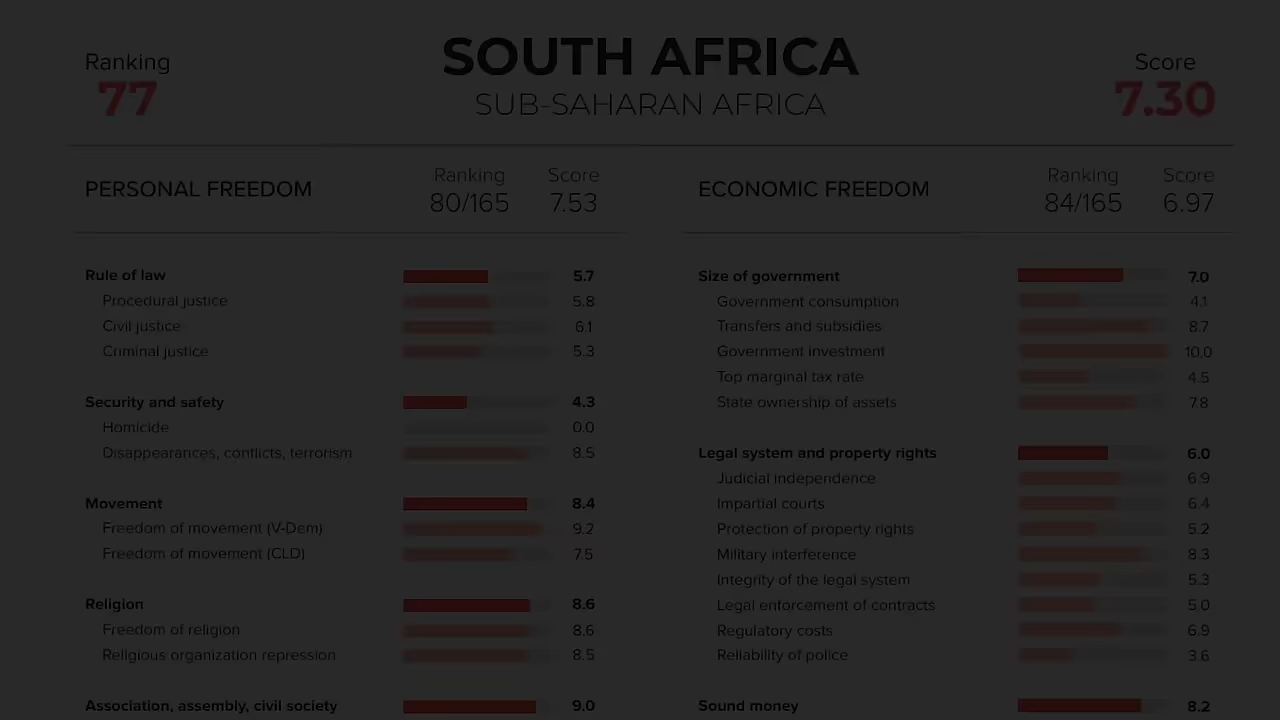 Ranking
77
SOUTH AFRICA
SUB-SAHARAN AFRICA
Score
7.30
PERSONAL FREEDOM
Ranking Score
80/165 7.53
Rule of law 5.7
Procedural justice 5.8
Civil justice 6.1
Criminal justice 5.3
Security and safety 4.3
Homicide 0.0
Disappearances, conflicts, terrorism 8.5
Movement 8.4
Freedom of movement (V-Dem) 9.2
Freedom of movement (CLD) 7.5
Religion 8.6
Freedom of religion 8.6
Religious organization repression 8.5
Association, assembly, civil society 9.0
ECONOMIC FREEDOM
Ranking Score
84/165 6.97
Size of government 7.0
Government consumption 4.1
Transfers and subsidies 8.7
Government investment 10.0
Top marginal tax rate 4.5
State ownership of assets 7.8
Legal system and property rights 6.0
Judicial independence 6.9
Impartial courts 6.4
Protection of property rights 5.2
Military interference 8.3
Integrity of the legal system 5.3
Legal enforcement of contracts 5.0
Regulatory costs 6.9
Reliability of police 3.6
Sound money 8.2